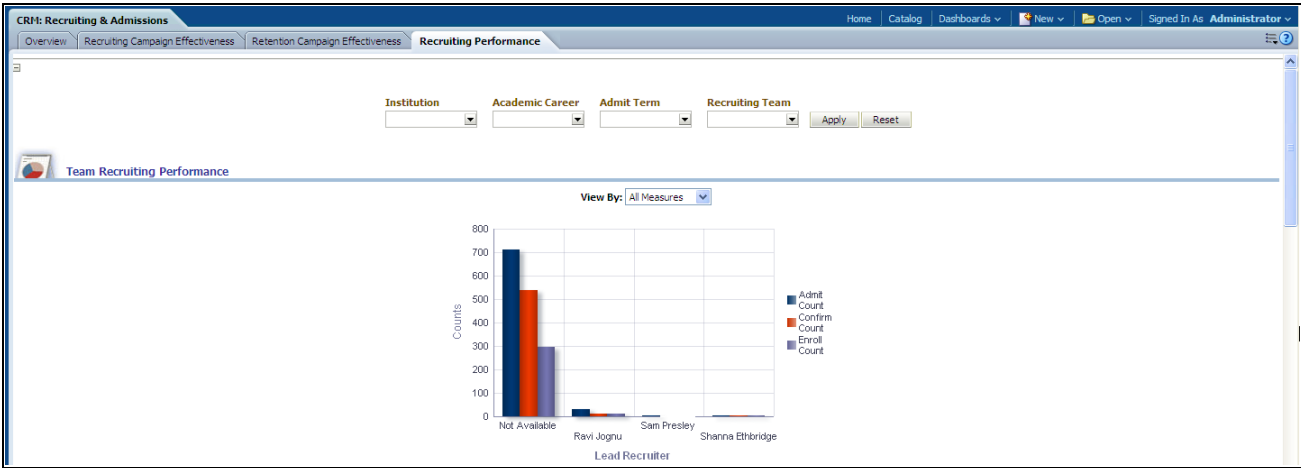 CRM: Recruiting & Admissions
Home Catalog Dashboards New Open Signed In As Administrator
Overview Recruiting Campaign Effectiveness Retention Campaign Effectiveness Recruiting Performance
Institution Academic Career Admit Term Recruiting Team
Apply Reset
Team Recruiting Performance
View By: All Measures
800
700
600
500
400
300
200
100
0
Counts
Admit
Count
Confirm
Count
Enroll
Count
Not Available Sam Presley
Ravi Jognu Shanna Ethbridge
Lead Recruiter